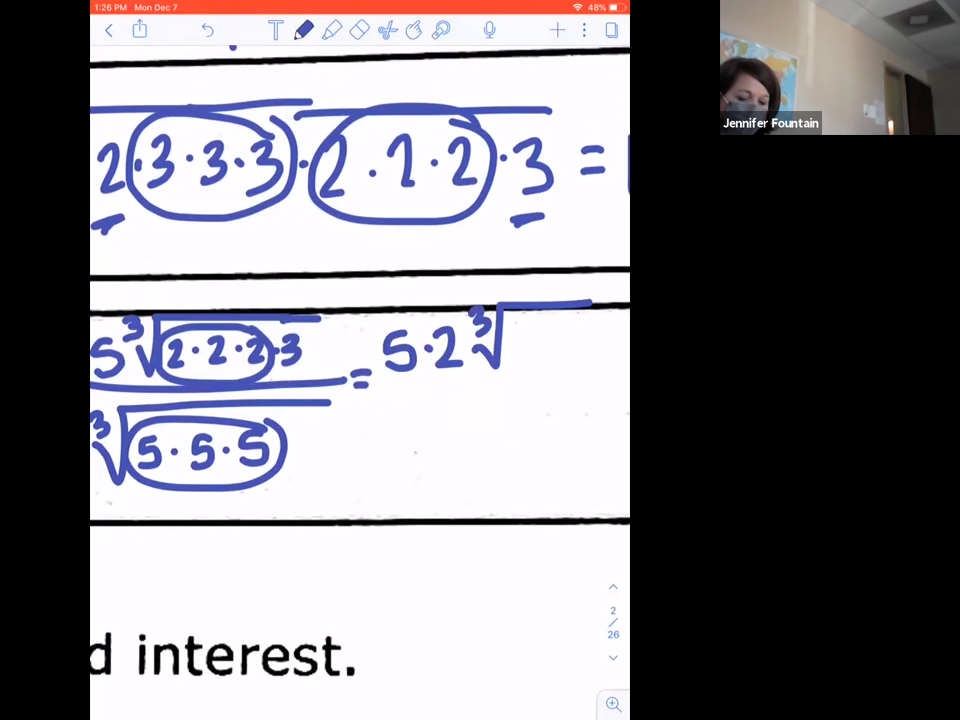 1:26 PM Mon Dec 7 48%
T
Jennifer Fountain
2·3·3·3·2·2·2·3=
5∛2·2·2·3 = 5·2∛
∛5·5·5
d interest.
2
/
26